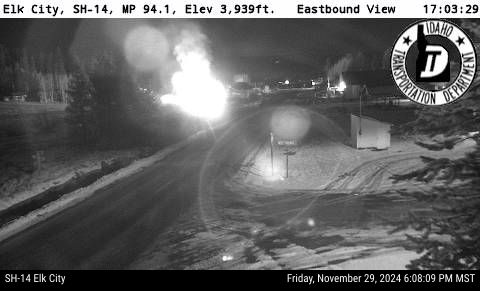 Elk City, SH-14, MP 94.1, Elev 3,939ft. Eastbound View 17:03:29
IDAHO
TRANSPORTATION DEPARTMENT
SH-14 Elk City Friday, November 29, 2024 6:08:09 PM MST